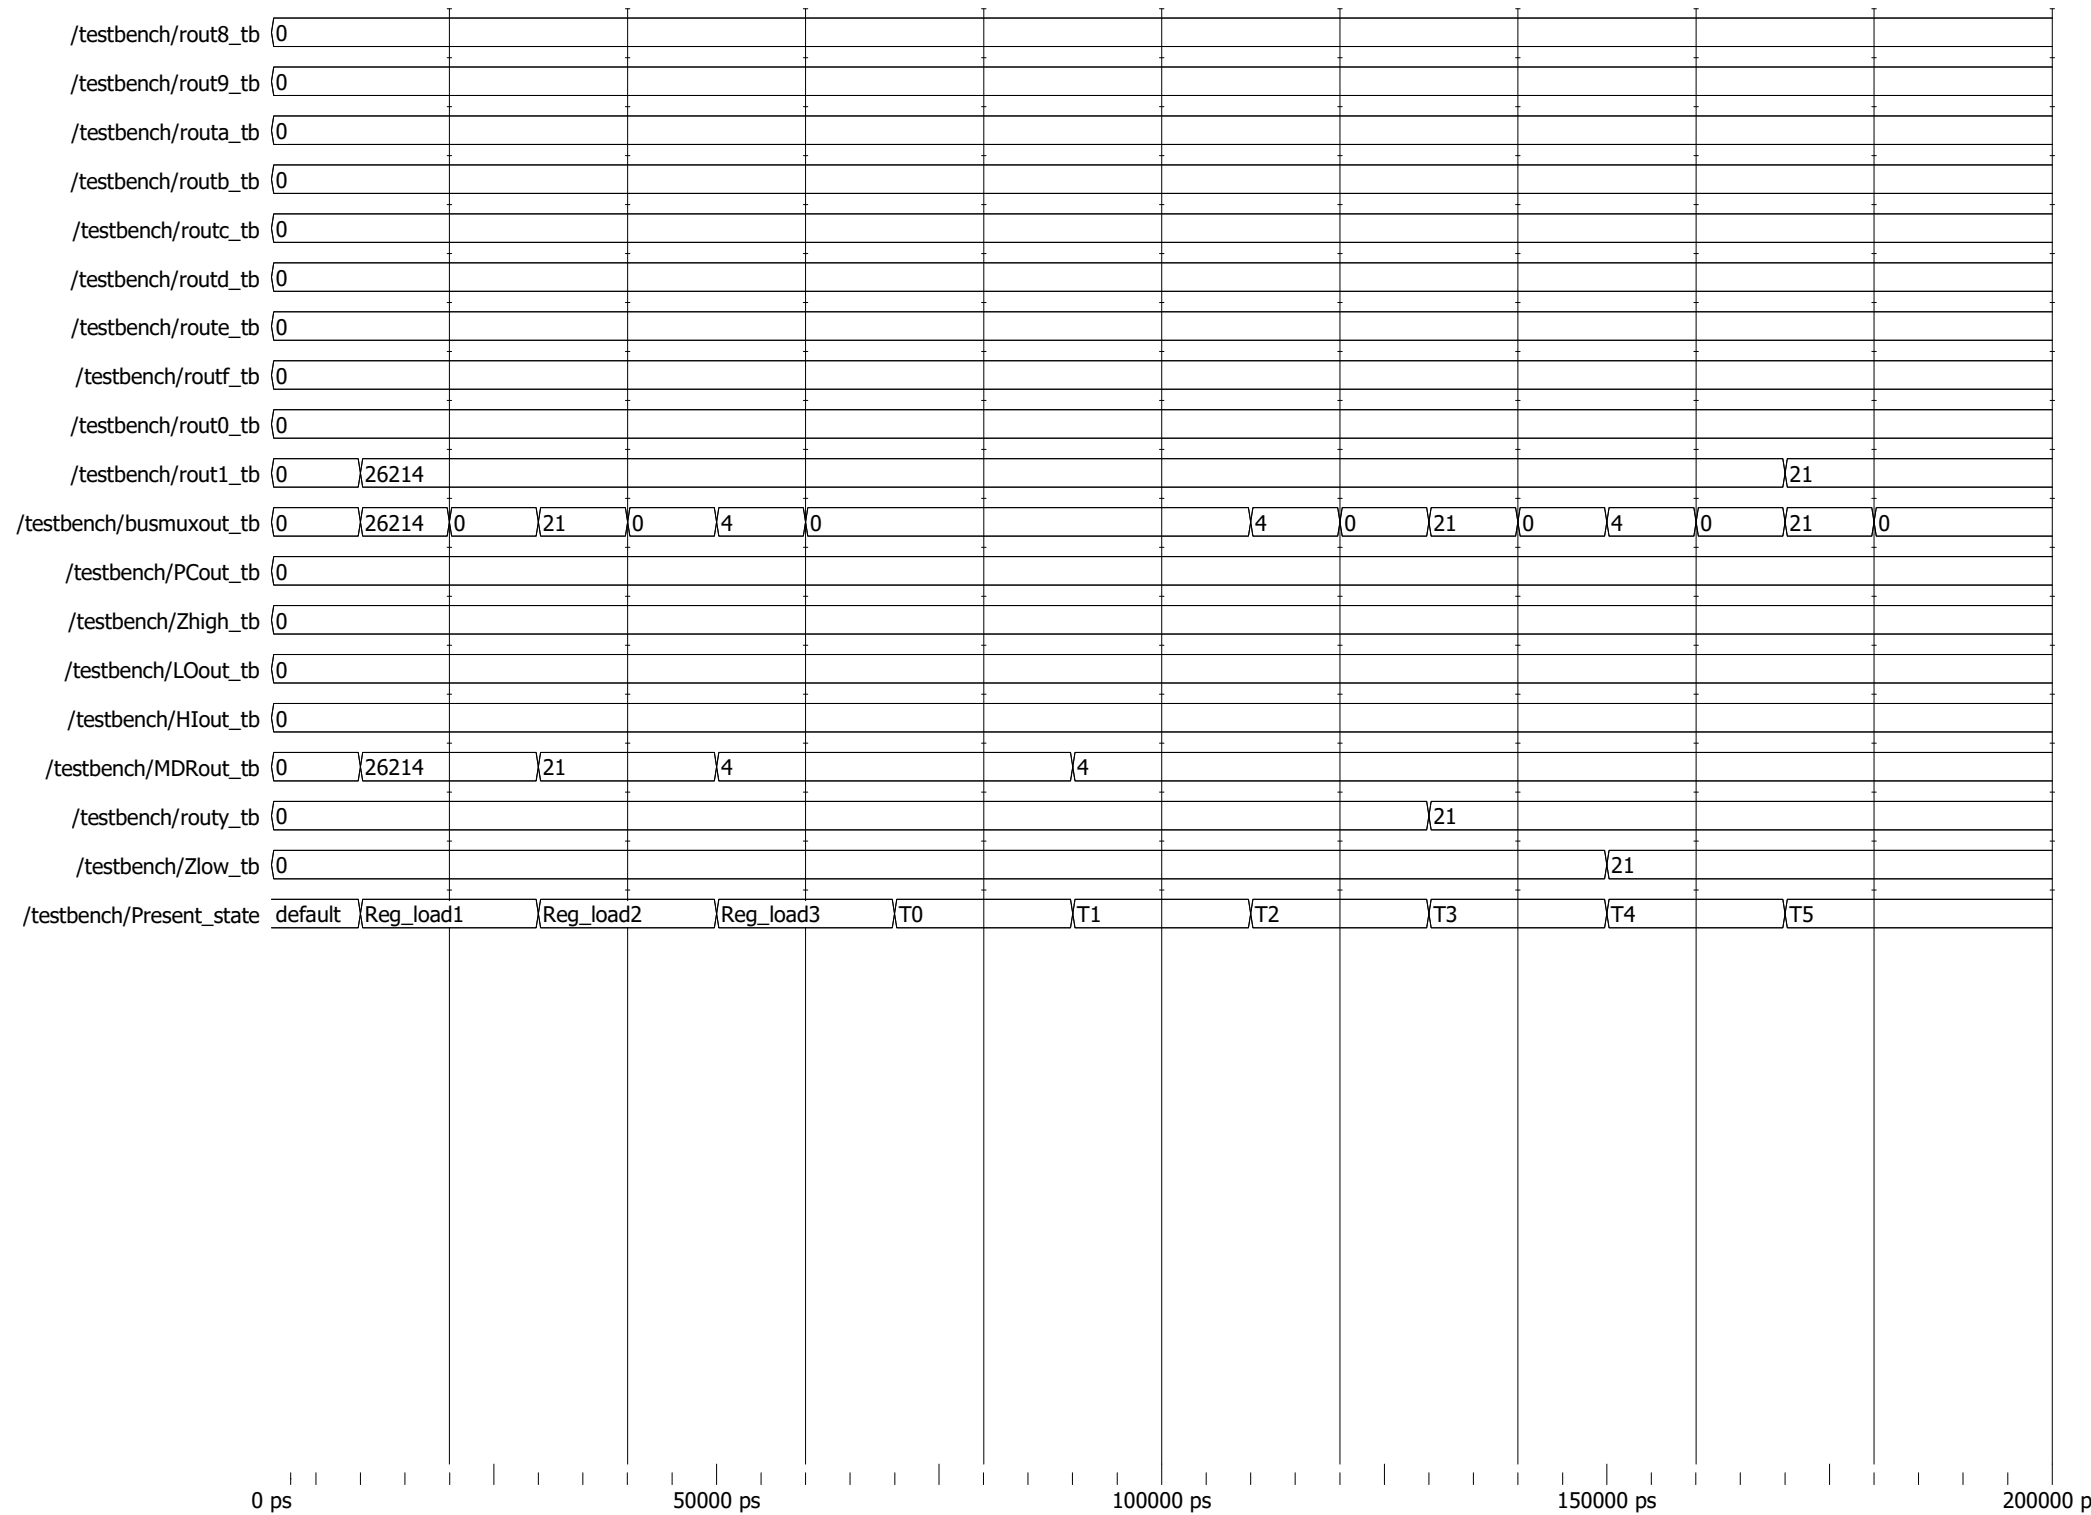 /testbench/rout8_tb 0
/testbench/rout9_tb 0
/testbench/routa_tb 0
/testbench/routb_tb 0
/testbench/routc_tb 0
/testbench/routd_tb 0
/testbench/route_tb 0
/testbench/routf_tb 0
/testbench/rout0_tb 0
/testbench/rout1_tb 0 26214 21
/testbench/busmuxout_tb 0 26214 0 21 0 4 0 4 0 21 0 4 0 21 0
/testbench/PCout_tb 0
/testbench/Zhigh_tb 0
/testbench/LOout_tb 0
/testbench/HIout_tb 0
/testbench/MDRout_tb 0 26214 21 4 4
/testbench/routy_tb 0 21
/testbench/Zlow_tb 0 21
/testbench/Present_state default Reg_load1 Reg_load2 Reg_load3 T0 T1 T2 T3 T4 T5
0 ps 50000 ps 100000 ps 150000 ps 200000 p